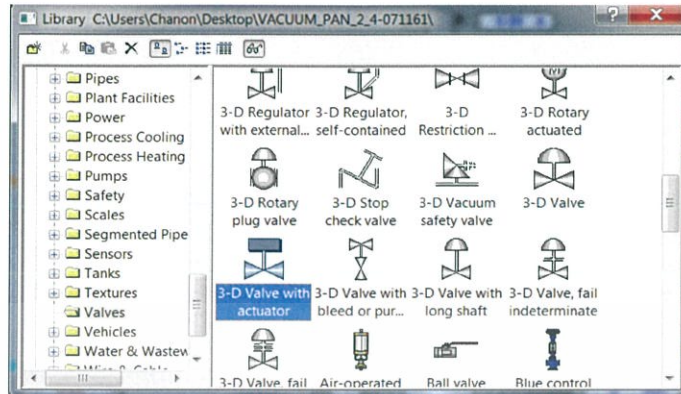 Library C:\Users\Chanon\Desktop\VACUUM_PAN_2_4-071161\
Pipes
Plant Facilities
Power
Process Cooling
Process Heating
Pumps
Safety
Scales
Segmented Pipe
Sensors
Tanks
Textures
Valves
Vehicles
Water & Wastew
3-D Regulator
with external...
3-D Regulator,
self-contained
3-D
Restriction ...
3-D Rotary
actuated
3-D Rotary
plug valve
3-D Stop
check valve
3-D Vacuum
safety valve
3-D Valve
3-D Valve with
actuator
3-D Valve with
bleed or pur...
3-D Valve with
long shaft
3-D Valve, fail
indeterminate
3-D Valve, fail
Air-operated
Ball valve
Blue control